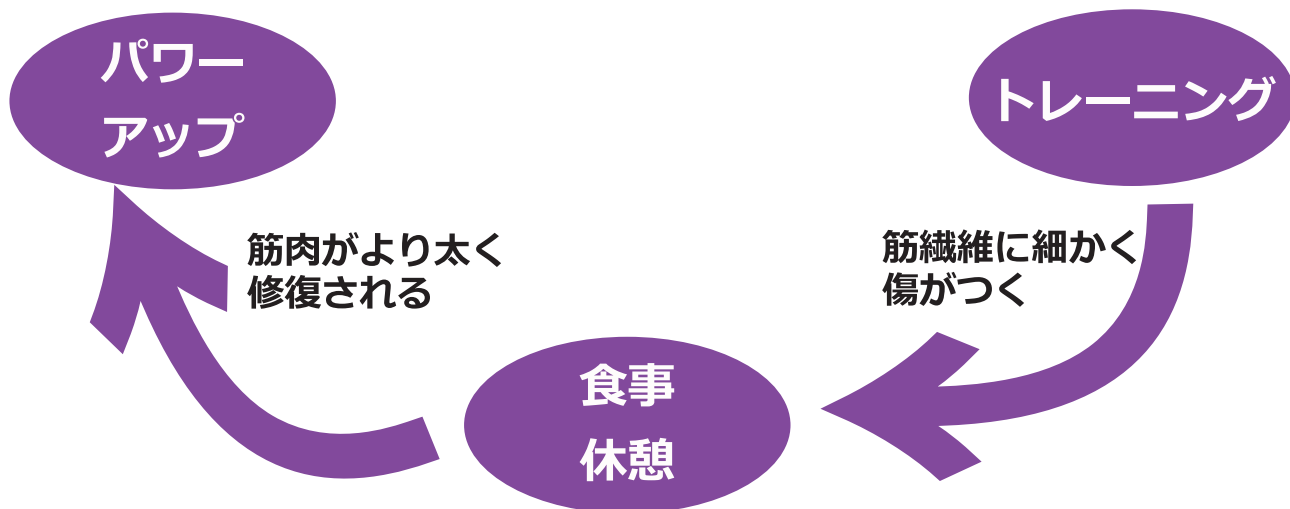 パワー
アップ
トレーニング
筋肉がより太く
修復される
筋繊維に細かく
傷がつく
食事
休憩